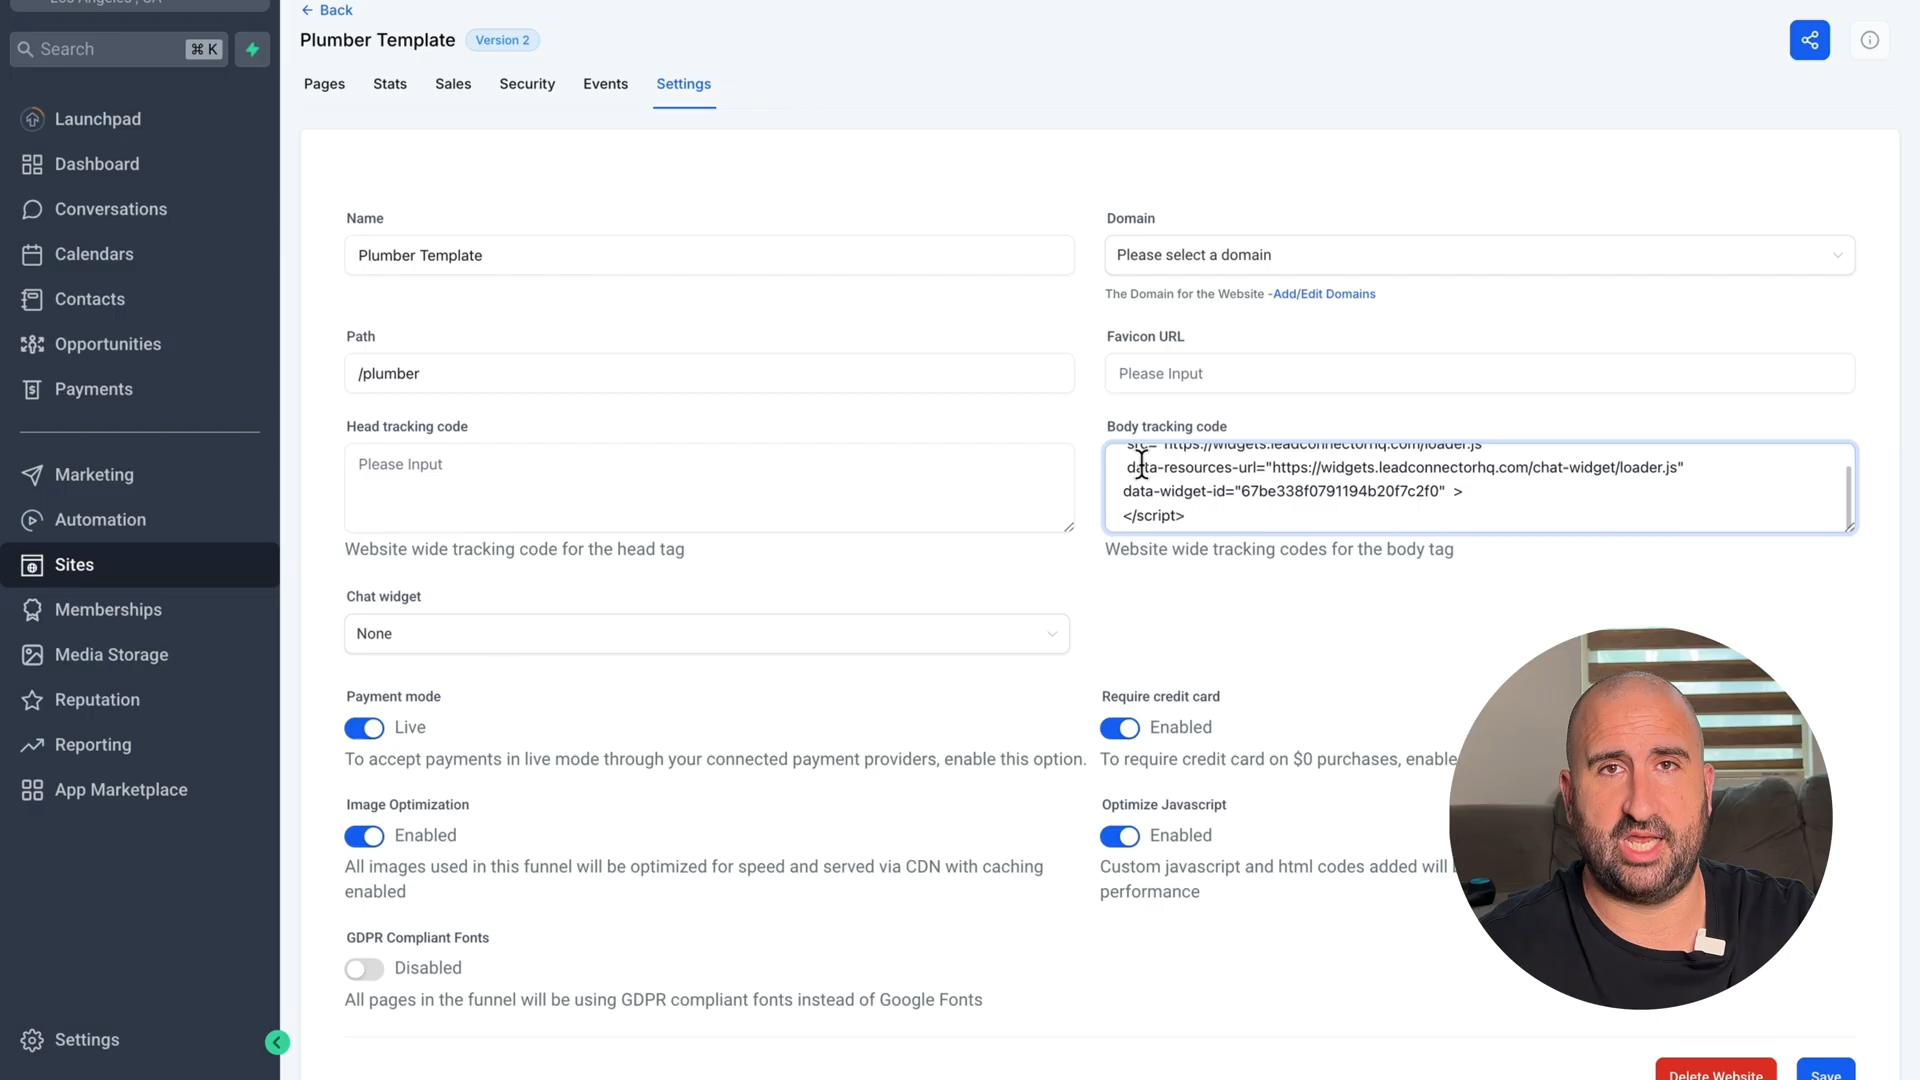 Los Angeles , CA
Search ⌘ K
Launchpad
Dashboard
Conversations
Calendars
Contacts
Opportunities
Payments
Marketing
Automation
Sites
Memberships
Media Storage
Reputation
Reporting
App Marketplace
Settings
← Back
Plumber Template Version 2
Pages Stats Sales Security Events Settings
Name
Plumber Template
Domain
Please select a domain
The Domain for the Website -Add/Edit Domains
Path
/plumber
Favicon URL
Please Input
Head tracking code
Please Input
Website wide tracking code for the head tag
Body tracking code
src="https://widgets.leadconnectorhq.com/loader.js"
data-resources-url="https://widgets.leadconnectorhq.com/chat-widget/loader.js"
data-widget-id="67be338f0791194b20f7c2f0" >
</script>
Website wide tracking codes for the body tag
Chat widget
None
Payment mode
Live
To accept payments in live mode through your connected payment providers, enable this option.
Require credit card
Enabled
To require credit card on $0 purchases, enable
Image Optimization
Enabled
All images used in this funnel will be optimized for speed and served via CDN with caching
enabled
Optimize Javascript
Enabled
Custom javascript and html codes added will
performance
GDPR Compliant Fonts
Disabled
All pages in the funnel will be using GDPR compliant fonts instead of Google Fonts
Delete Website Save